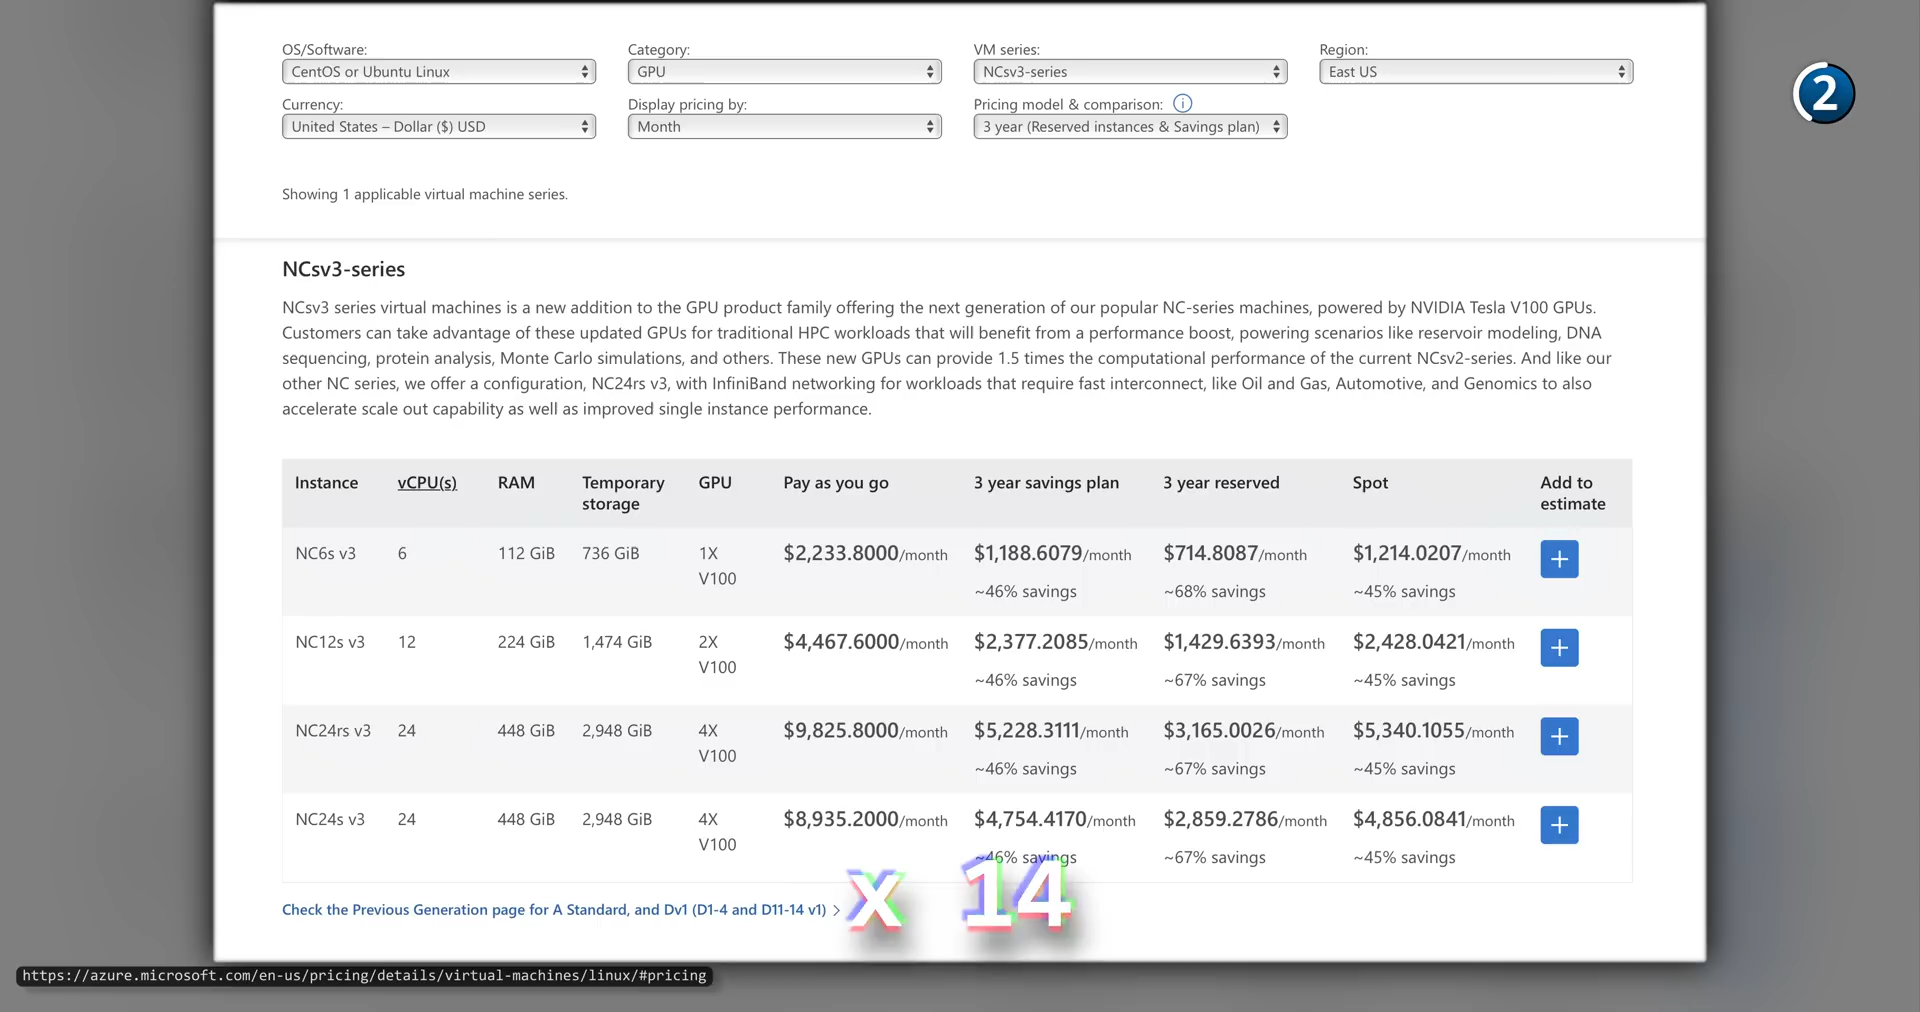 OS/Software:
CentOS or Ubuntu Linux
Category:
GPU
VM series:
NCsv3-series
Region:
East US
Currency:
United States – Dollar ($) USD
Display pricing by:
Month
Pricing model & comparison: i
3 year (Reserved instances & Savings plan)
2
Showing 1 applicable virtual machine series.
NCsv3-series
NCsv3 series virtual machines is a new addition to the GPU product family offering the next generation of our popular NC-series machines, powered by NVIDIA Tesla V100 GPUs.
Customers can take advantage of these updated GPUs for traditional HPC workloads that will benefit from a performance boost, powering scenarios like reservoir modeling, DNA
sequencing, protein analysis, Monte Carlo simulations, and others. These new GPUs can provide 1.5 times the computational performance of the current NCsv2-series. And like our
other NC series, we offer a configuration, NC24rs v3, with InfiniBand networking for workloads that require fast interconnect, like Oil and Gas, Automotive, and Genomics to also
accelerate scale out capability as well as improved single instance performance.
Instance vCPU(s) RAM Temporary storage GPU Pay as you go 3 year savings plan 3 year reserved Spot Add to estimate
NC6s v3 6 112 GiB 736 GiB 1X V100 $2,233.8000/month $1,188.6079/month $714.8087/month $1,214.0207/month +
~46% savings ~68% savings ~45% savings
NC12s v3 12 224 GiB 1,474 GiB 2X V100 $4,467.6000/month $2,377.2085/month $1,429.6393/month $2,428.0421/month +
~46% savings ~67% savings ~45% savings
NC24rs v3 24 448 GiB 2,948 GiB 4X V100 $9,825.8000/month $5,228.3111/month $3,165.0026/month $5,340.1055/month +
~46% savings ~67% savings ~45% savings
NC24s v3 24 448 GiB 2,948 GiB 4X V100 $8,935.2000/month $4,754.4170/month $2,859.2786/month $4,856.0841/month +
~46% savings ~67% savings ~45% savings
Check the Previous Generation page for A Standard, and Dv1 (D1-4 and D11-14 v1) >
x 14
https://azure.microsoft.com/en-us/pricing/details/virtual-machines/linux/#pricing